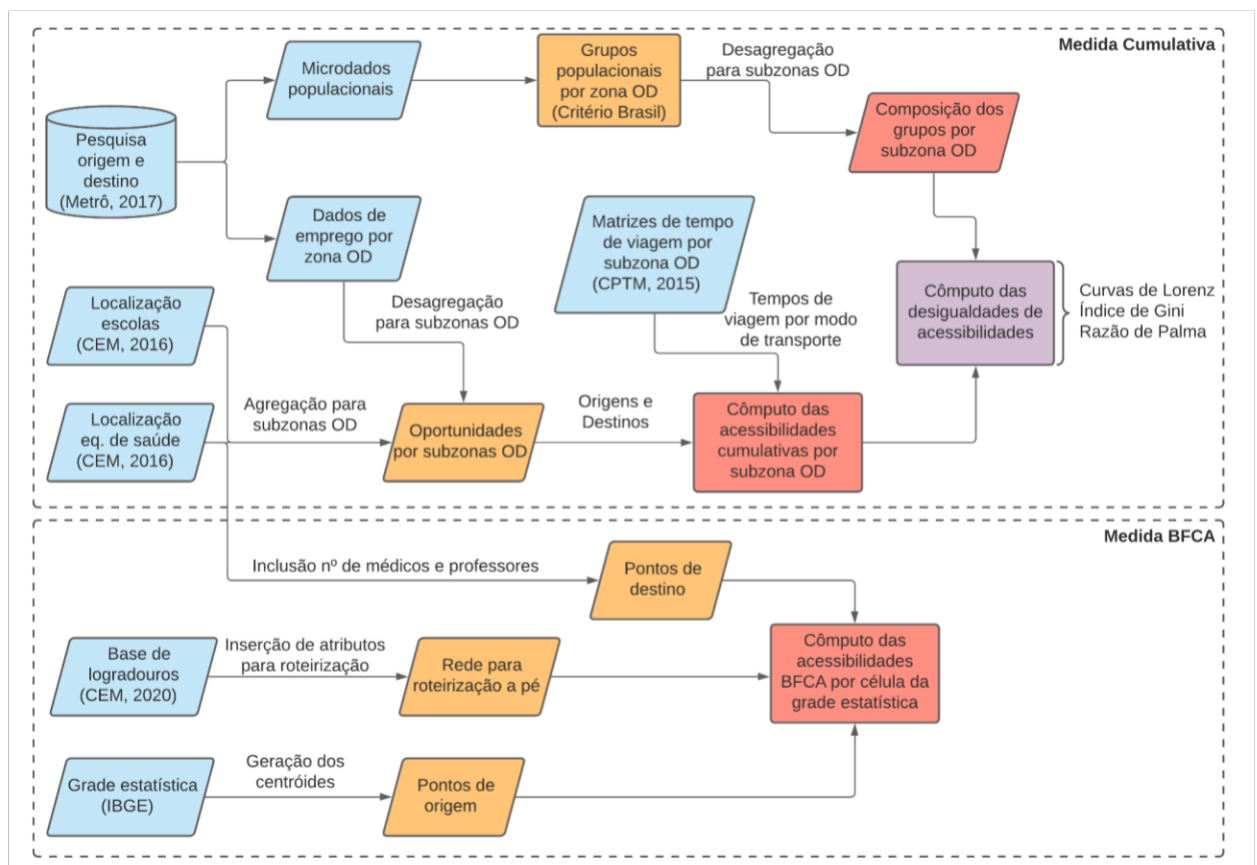 Medida Cumulativa
Microdados
populacionais
Grupos
populacionais
por zona OD
(Critério Brasil)
Desagregação
para subzonas OD
Composição dos
grupos por
subzona OD
Pesquisa
origem e
destino
(Metrô, 2017)
Dados de
emprego por
zona OD
Matrizes de tempo
de viagem por
subzona OD
(CPTM, 2015)
Localização
escolas
(CEM, 2016)
Desagregação
para subzonas OD
Tempos de
viagem por modo
de transporte
Cômputo das
desigualdades de
acessibilidades
Curvas de Lorenz
Índice de Gini
Razão de Palma
Localização
eq. de saúde
(CEM, 2016)
Agregação para
subzonas OD
Oportunidades
por subzonas OD
Origens e
Destinos
Cômputo das
acessibilidades
cumulativas por
subzona OD
Medida BFCA
Inclusão nº de médicos e professores
Pontos de
destino
Base de
logradouros
(CEM, 2020)
Inserção de atributos
para roteirização
Rede para
roteirização a pé
Cômputo das
acessibilidades
BFCA por célula da
grade estatística
Grade estatística
(IBGE)
Geração dos
centróides
Pontos de
origem